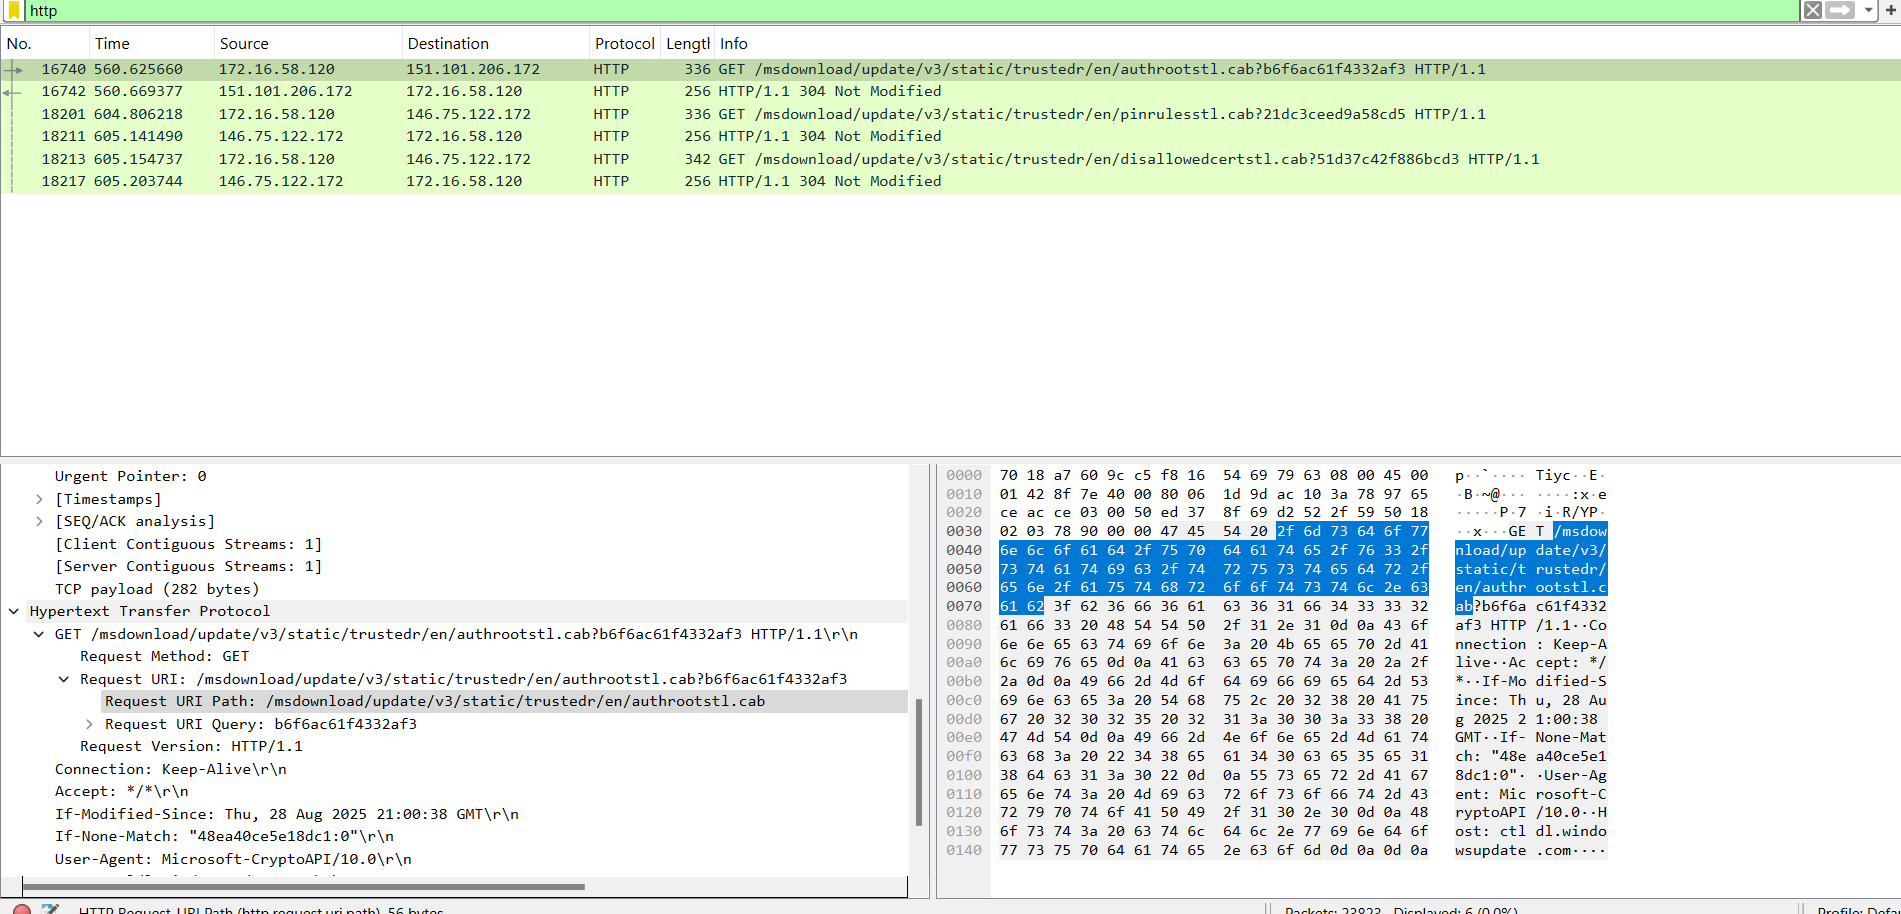 http
No. Time Source Destination Protocol Lengtl Info
16740 560.625660 172.16.58.120 151.101.206.172 HTTP 336 GET /msdownload/update/v3/static/trustedr/en/authrootstl.cab?b6f6ac61f4332af3 HTTP/1.1
16742 560.669377 151.101.206.172 172.16.58.120 HTTP 256 HTTP/1.1 304 Not Modified
18201 604.806218 172.16.58.120 146.75.122.172 HTTP 336 GET /msdownload/update/v3/static/trustedr/en/pinrulesstl.cab?21dc3ceed9a58cd5 HTTP/1.1
18211 605.141490 146.75.122.172 172.16.58.120 HTTP 256 HTTP/1.1 304 Not Modified
18213 605.154737 172.16.58.120 146.75.122.172 HTTP 342 GET /msdownload/update/v3/static/trustedr/en/disallowedcertstl.cab?51d37c42f886bcd3 HTTP/1.1
18217 605.203744 146.75.122.172 172.16.58.120 HTTP 256 HTTP/1.1 304 Not Modified
Urgent Pointer: 0
[Timestamps]
[SEQ/ACK analysis]
[Client Contiguous Streams: 1]
[Server Contiguous Streams: 1]
TCP payload (282 bytes)
Hypertext Transfer Protocol
GET /msdownload/update/v3/static/trustedr/en/authrootstl.cab?b6f6ac61f4332af3 HTTP/1.1\r\n
Request Method: GET
Request URI: /msdownload/update/v3/static/trustedr/en/authrootstl.cab?b6f6ac61f4332af3
Request URI Path: /msdownload/update/v3/static/trustedr/en/authrootstl.cab
Request URI Query: b6f6ac61f4332af3
Request Version: HTTP/1.1
Connection: Keep-Alive\r\n
Accept: */*\r\n
If-Modified-Since: Thu, 28 Aug 2025 21:00:38 GMT\r\n
If-None-Match: "48ea40ce5e18dc1:0"\r\n
User-Agent: Microsoft-CryptoAPI/10.0\r\n
0000 70 18 a7 60 9c c5 f8 16 54 69 79 63 08 00 45 00 p··`···· Tiyc··E·
0010 01 42 8f 7e 40 00 80 06 1d 9d ac 10 3a 78 97 65 ·B·~@··· ····:x·e
0020 ce ac ce 03 00 50 ed 37 8f 69 d2 52 2f 59 50 18 ·····P·7 ·i·R/YP·
0030 02 03 78 90 00 00 47 45 54 20 2f 6d 73 64 6f 77 ··x···GE T /msdow
0040 6e 6c 6f 61 64 2f 75 70 64 61 74 65 2f 76 33 2f nload/up date/v3/
0050 73 74 61 74 69 63 2f 74 72 75 73 74 65 64 72 2f static/t rustedr/
0060 65 6e 2f 61 75 74 68 72 6f 6f 74 73 74 6c 2e 63 en/authr ootstl.c
0070 61 62 3f 62 36 66 36 61 63 36 31 66 34 33 33 32 ab?b6f6a c61f4332
0080 61 66 33 20 48 54 54 50 2f 31 2e 31 0d 0a 43 6f af3 HTTP /1.1··Co
0090 6e 6e 65 63 74 69 6f 6e 3a 20 4b 65 65 70 2d 41 nnection : Keep-A
00a0 6c 69 76 65 0d 0a 41 63 63 65 70 74 3a 20 2a 2f live··Ac cept: */
00b0 2a 0d 0a 49 66 2d 4d 6f 64 69 66 69 65 64 2d 53 *··If-Mo dified-S
00c0 69 6e 63 65 3a 20 54 68 75 2c 20 32 38 20 41 75 ince: Th u, 28 Au
00d0 67 20 32 30 32 35 20 32 31 3a 30 30 3a 33 38 20 g 2025 2 1:00:38
00e0 47 4d 54 0d 0a 49 66 2d 4e 6f 6e 65 2d 4d 61 74 GMT··If- None-Mat
00f0 63 68 3a 20 22 34 38 65 61 34 30 63 65 35 65 31 ch: "48e a40ce5e1
0100 38 64 63 31 3a 30 22 0d 0a 55 73 65 72 2d 41 67 8dc1:0"· ·User-Ag
0110 65 6e 74 3a 20 4d 69 63 72 6f 73 6f 66 74 2d 43 ent: Mic rosoft-C
0120 72 79 70 74 6f 41 50 49 2f 31 30 2e 30 0d 0a 48 ryptoAPI /10.0··H
0130 6f 73 74 3a 20 63 74 6c 64 6c 2e 77 69 6e 64 6f ost: ctl dl.windo
0140 77 73 75 70 64 61 74 65 2e 63 6f 6d 0d 0a 0d 0a wsupdate .com····
HTTP Request-URI Path (http.request.uri.path), 56 bytes
Packets: 23823 Displayed: 6 (0.0%)
Profile: Defau